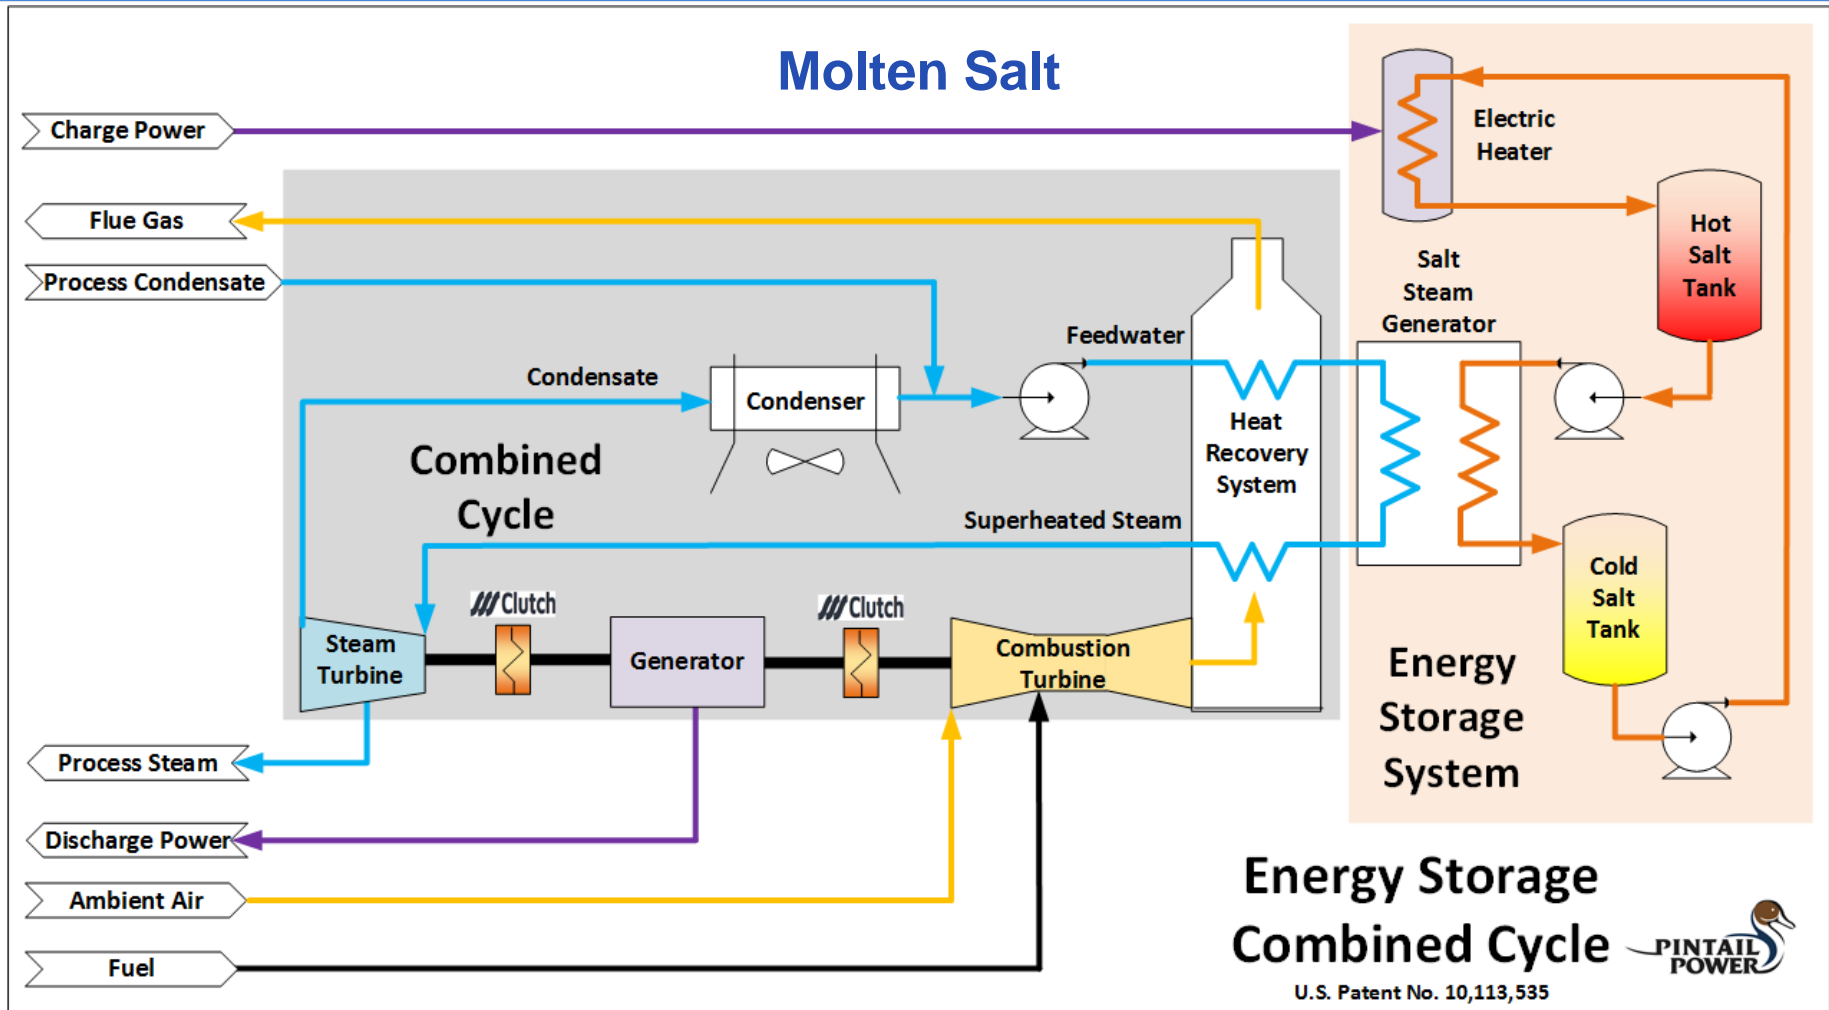 Molten Salt
Charge Power
Electric
Heater
Flue Gas
Hot
Salt
Tank
Process Condensate
Salt
Steam
Generator
Feedwater
Condensate
Condenser
Heat
Recovery
System
Combined
Cycle
Superheated Steam
Cold
Salt
Tank
Clutch
Clutch
Steam
Turbine
Generator
Combustion
Turbine
Energy
Storage
System
Process Steam
Discharge Power
Ambient Air
Fuel
Energy Storage
Combined Cycle
PINTAIL
POWER
U.S. Patent No. 10,113,535